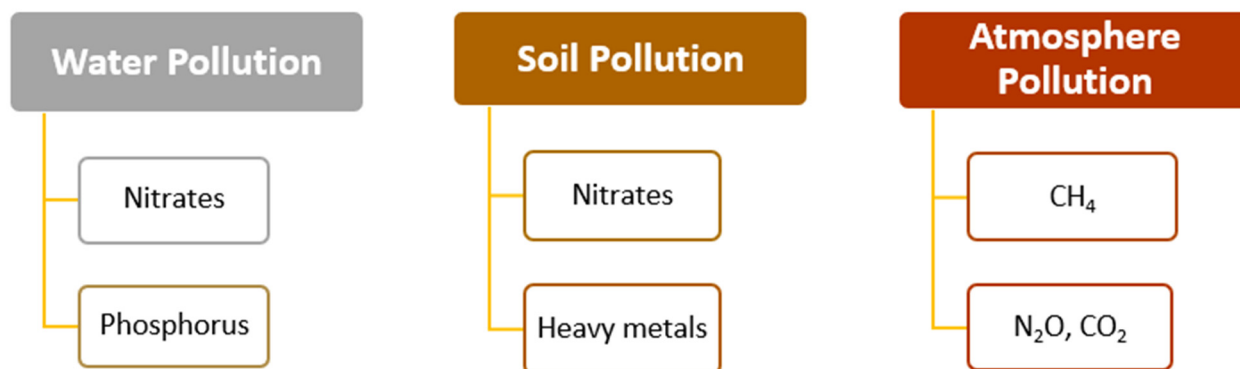 Water Pollution
Nitrates
Phosphorus
Soil Pollution
Nitrates
Heavy metals
Atmosphere
Pollution
CH₄
N₂O, CO₂